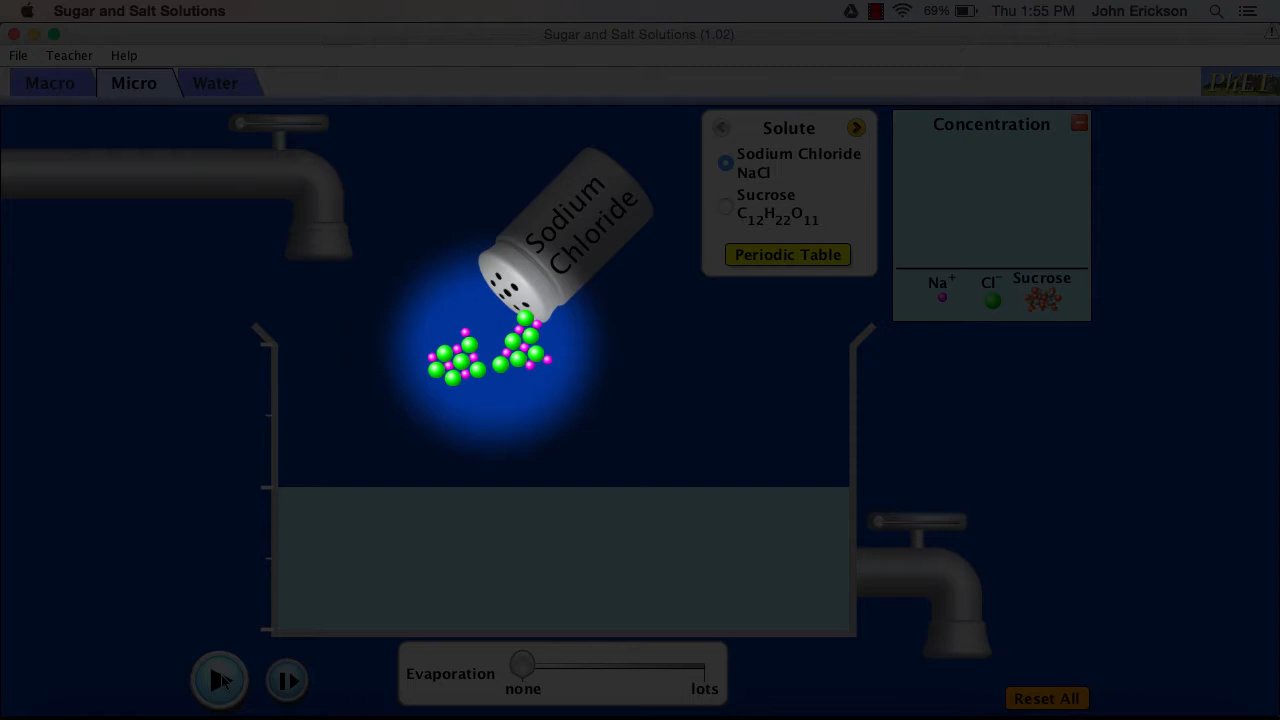 Sugar and Salt Solutions
69%
Thu 1:55 PM
John Erickson
Sugar and Salt Solutions (1.02)
File Teacher Help
Macro
Micro
Water
PhET
Solute
Sodium Chloride
NaCl
Sucrose
C₁₂H₂₂O₁₁
Periodic Table
Concentration
Na⁺
Cl⁻
Sucrose
Sodium
Chloride
Evaporation
none
lots
Reset All